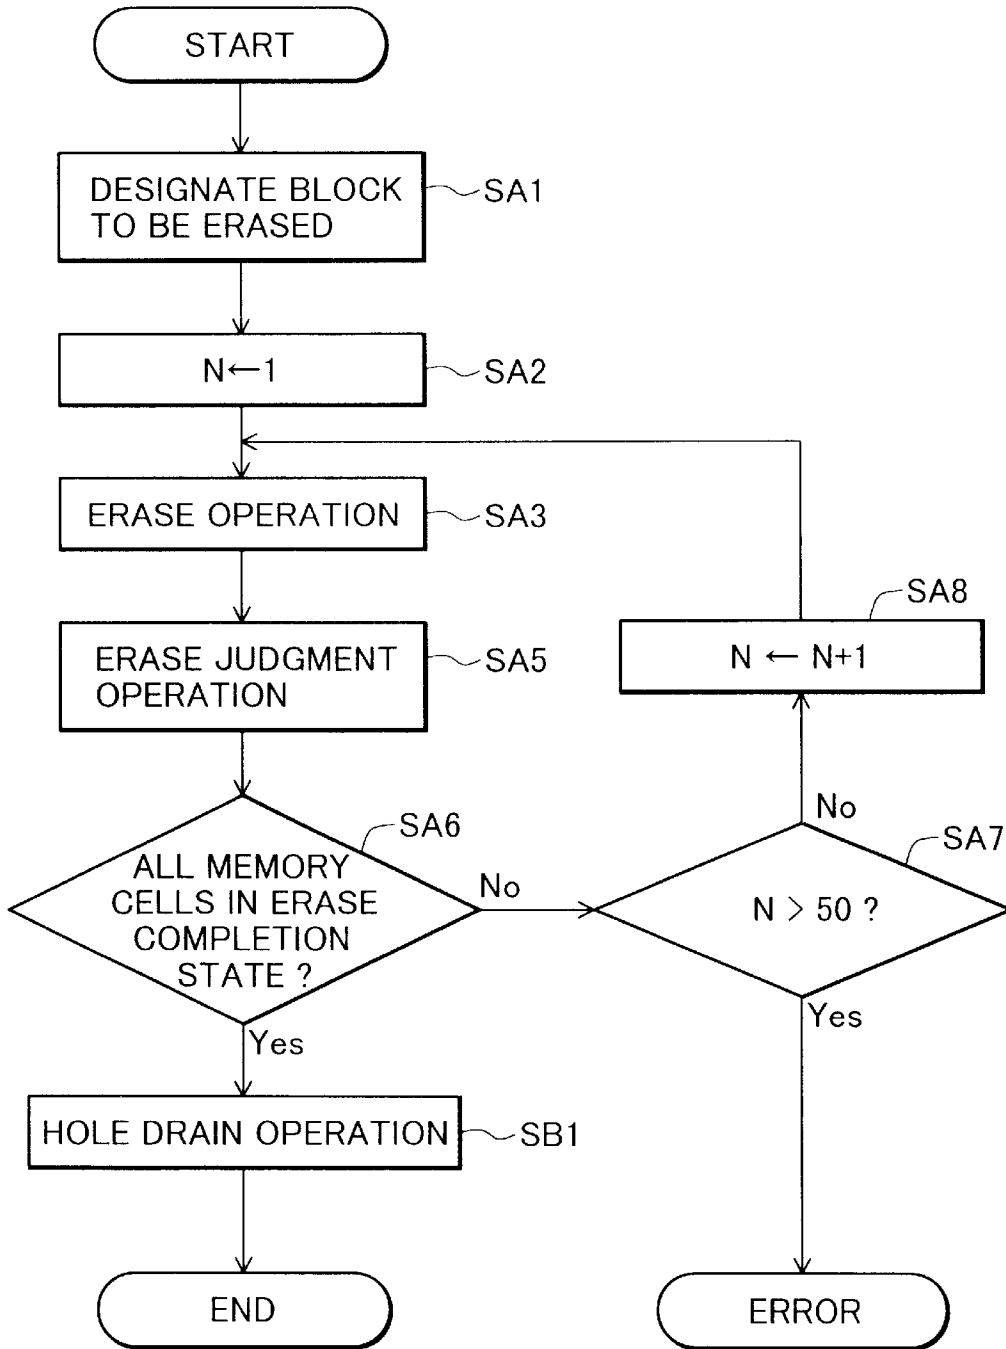 START
DESIGNATE BLOCK
TO BE ERASED
SA1
N←1
SA2
ERASE OPERATION
SA3
ERASE JUDGMENT
OPERATION
SA5
SA8
N ← N+1
ALL MEMORY
CELLS IN ERASE
COMPLETION
STATE ?
SA6
No
Yes
N > 50 ?
SA7
No
Yes
HOLE DRAIN OPERATION
SB1
END
ERROR